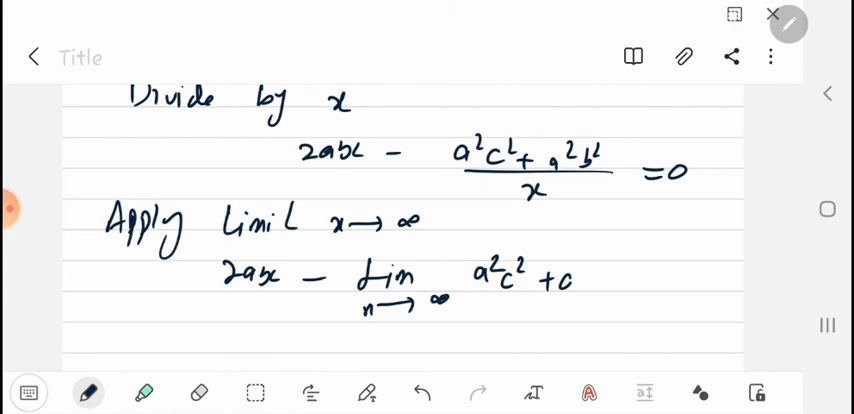 Title
Divide by x
2abc - (a²c² + a²b²)/x = 0
Apply Limit x → ∞
2abc - Lim n → ∞ a²c² + c